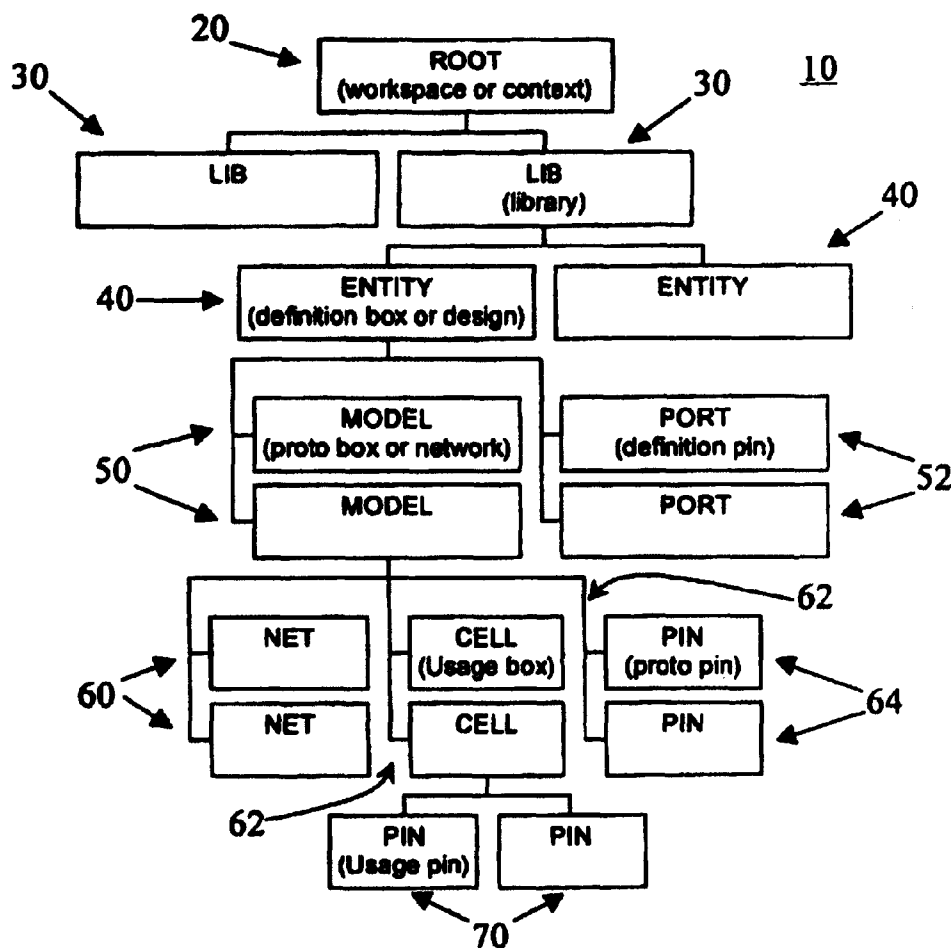 20
ROOT
(workspace or context)
10
30
30
LIB
LIB
(library)
40
40
ENTITY
(definition box or design)
ENTITY
MODEL
(proto box or network)
PORT
(definition pin)
50
52
MODEL
PORT
62
NET
CELL
(Usage box)
PIN
(proto pin)
60
64
NET
CELL
PIN
62
PIN
(Usage pin)
PIN
70